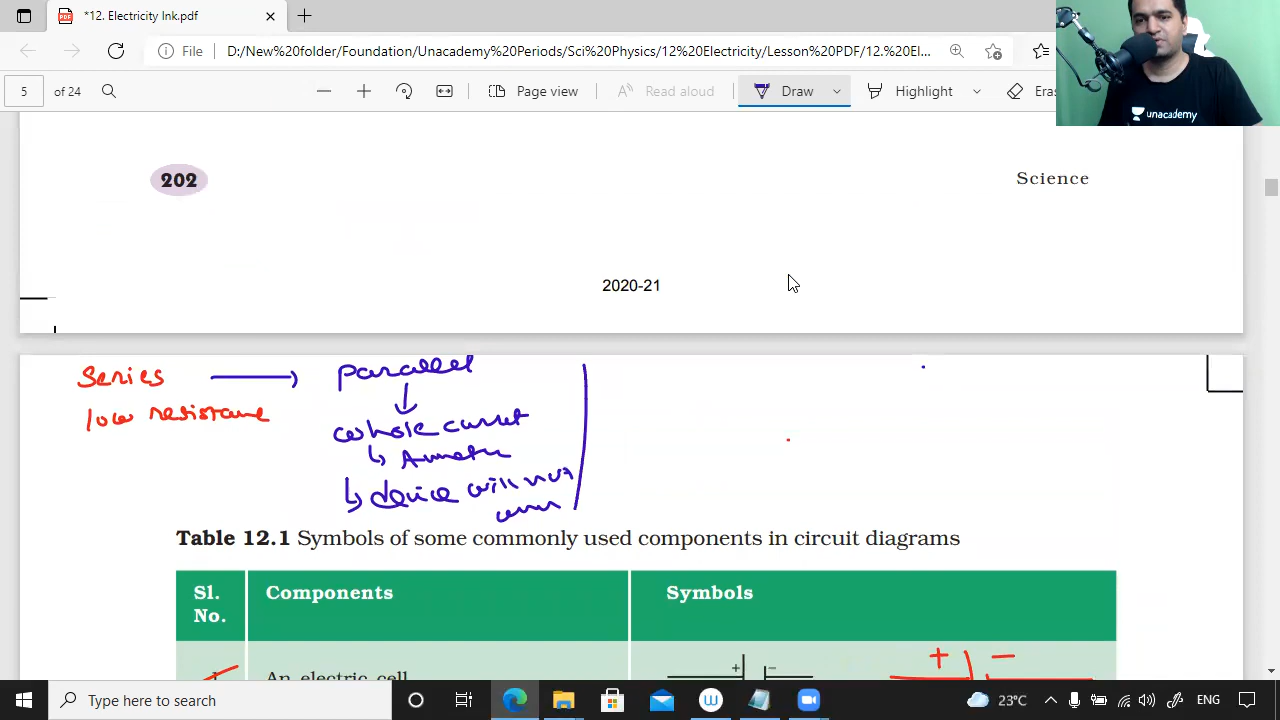 *12. Electricity Ink.pdf
File
D:/New%20folder/Foundation/Unacademy%20Periods/Sci%20Physics/12%20Electricity/Lesson%20PDF/12.%20El...
5 of 24
Page view
Read aloud
Draw
Highlight
Eras
unacademy
202
Science
2020-21
Series
parallel
low resistance
whole current
Ammeter
device will not
Table 12.1 Symbols of some commonly used components in circuit diagrams
Sl. No.
Components
Symbols
An electric cell
+ −
+ −
Type here to search
23°C
ENG